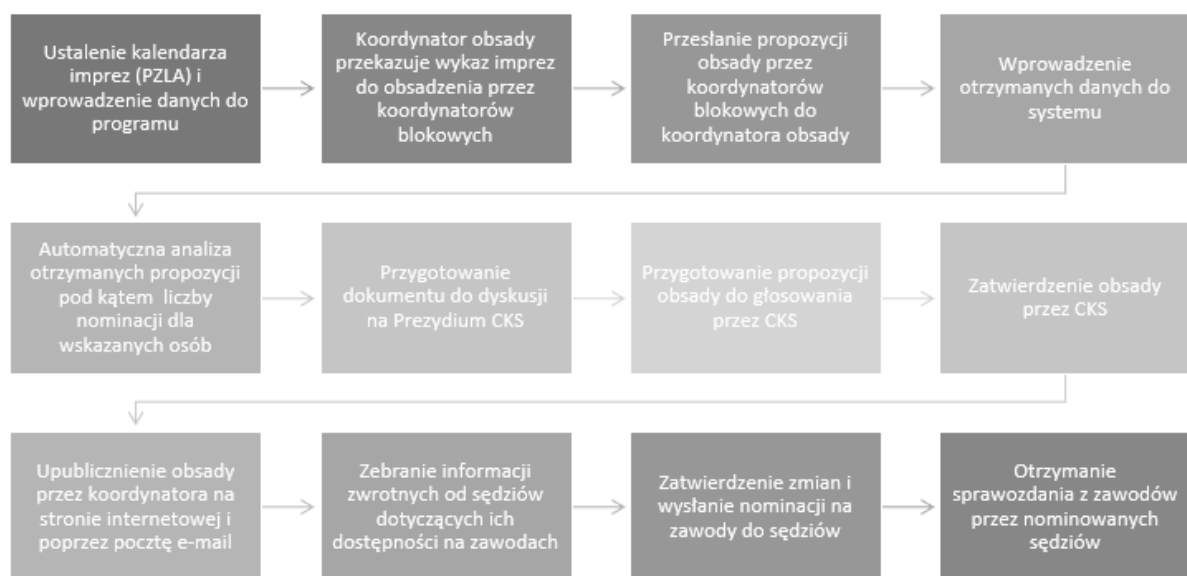 Ustalenie kalendarza
imprez (PZLA) i
wprowadzenie danych do
programu
Koordynator obsady
przekazuje wykaz imprez
do obsadzenia przez
koordynatorów
blokowych
Przesłanie propozycji
obsady przez
koordynatorów
blokowych do
koordynatora obsady
Wprowadzenie
otrzymanych danych do
systemu
Automatyczna analiza
otrzymanych propozycji
pod kątem liczby
nominacji dla
wskazanych osób
Przygotowanie
dokumentu do dyskusji
na Prezydium CKS
Przygotowanie propozycji
obsady do głosowania
przez CKS
Zatwierdzenie obsady
przez CKS
Upublicznienie obsady
przez koordynatora na
stronie internetowej i
poprzez pocztę e-mail
Zebranie informacji
zwrotnych od sędziów
dotyczących ich
dostępności na zawodach
Zatwierdzenie zmian i
wysłanie nominacji na
zawody do sędziów
Otrzymanie
sprawozdania z zawodów
przez nominowanych
sędziów